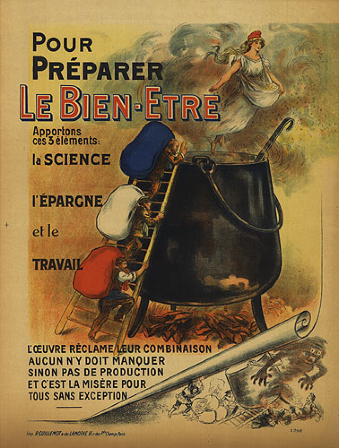 POUR
PRÉPARER
LE BIEN-ETRE
Apportons
ces 3 éléments:
la SCIENCE
l'ÉPARGNE
et le
TRAVAIL
L'ŒUVRE RÉCLAME LEUR COMBINAISON
AUCUN N'Y DOIT MANQUER
SINON PAS DE PRODUCTION
ET C'EST LA MISÈRE POUR
TOUS SANS EXCEPTION